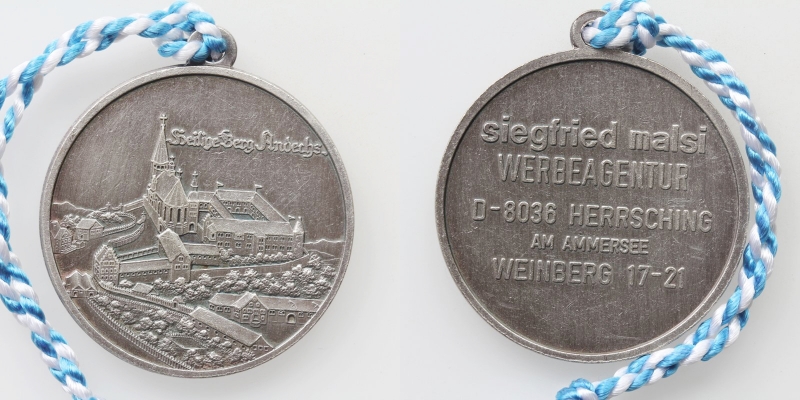 Heilige Berg Andechs.
siegfried malsi
WERBEAGENTUR
D-8036 HERRSCHING
AM AMMERSEE
WEINBERG 17-21